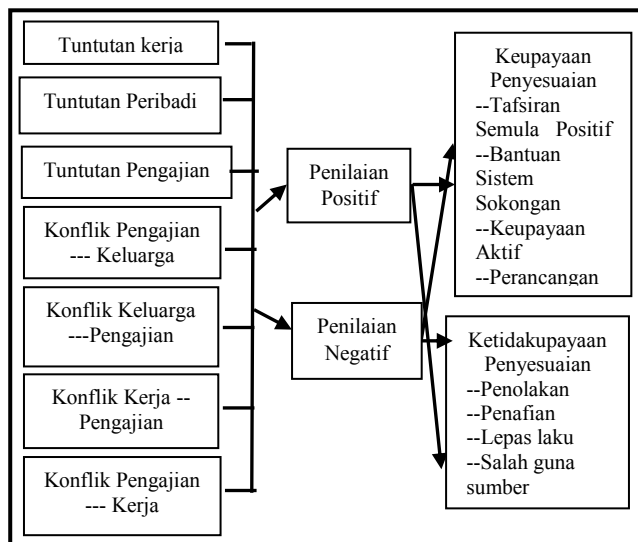 Tuntutan kerja
Tuntutan Peribadi
Tuntutan Pengajian
Konflik Pengajian
--- Keluarga
Konflik Keluarga
---Pengajian
Konflik Kerja --
Pengajian
Konflik Pengajian
--- Kerja
Penilaian
Positif
Penilaian
Negatif
Keupayaan
Penyesuaian
--Tafsiran
Semula Positif
--Bantuan
Sistem
Sokongan
--Keupayaan
Aktif
--Perancangan
Ketidakupayaan
Penyesuaian
--Penolakan
--Penafian
--Lepas laku
--Salah guna
sumber